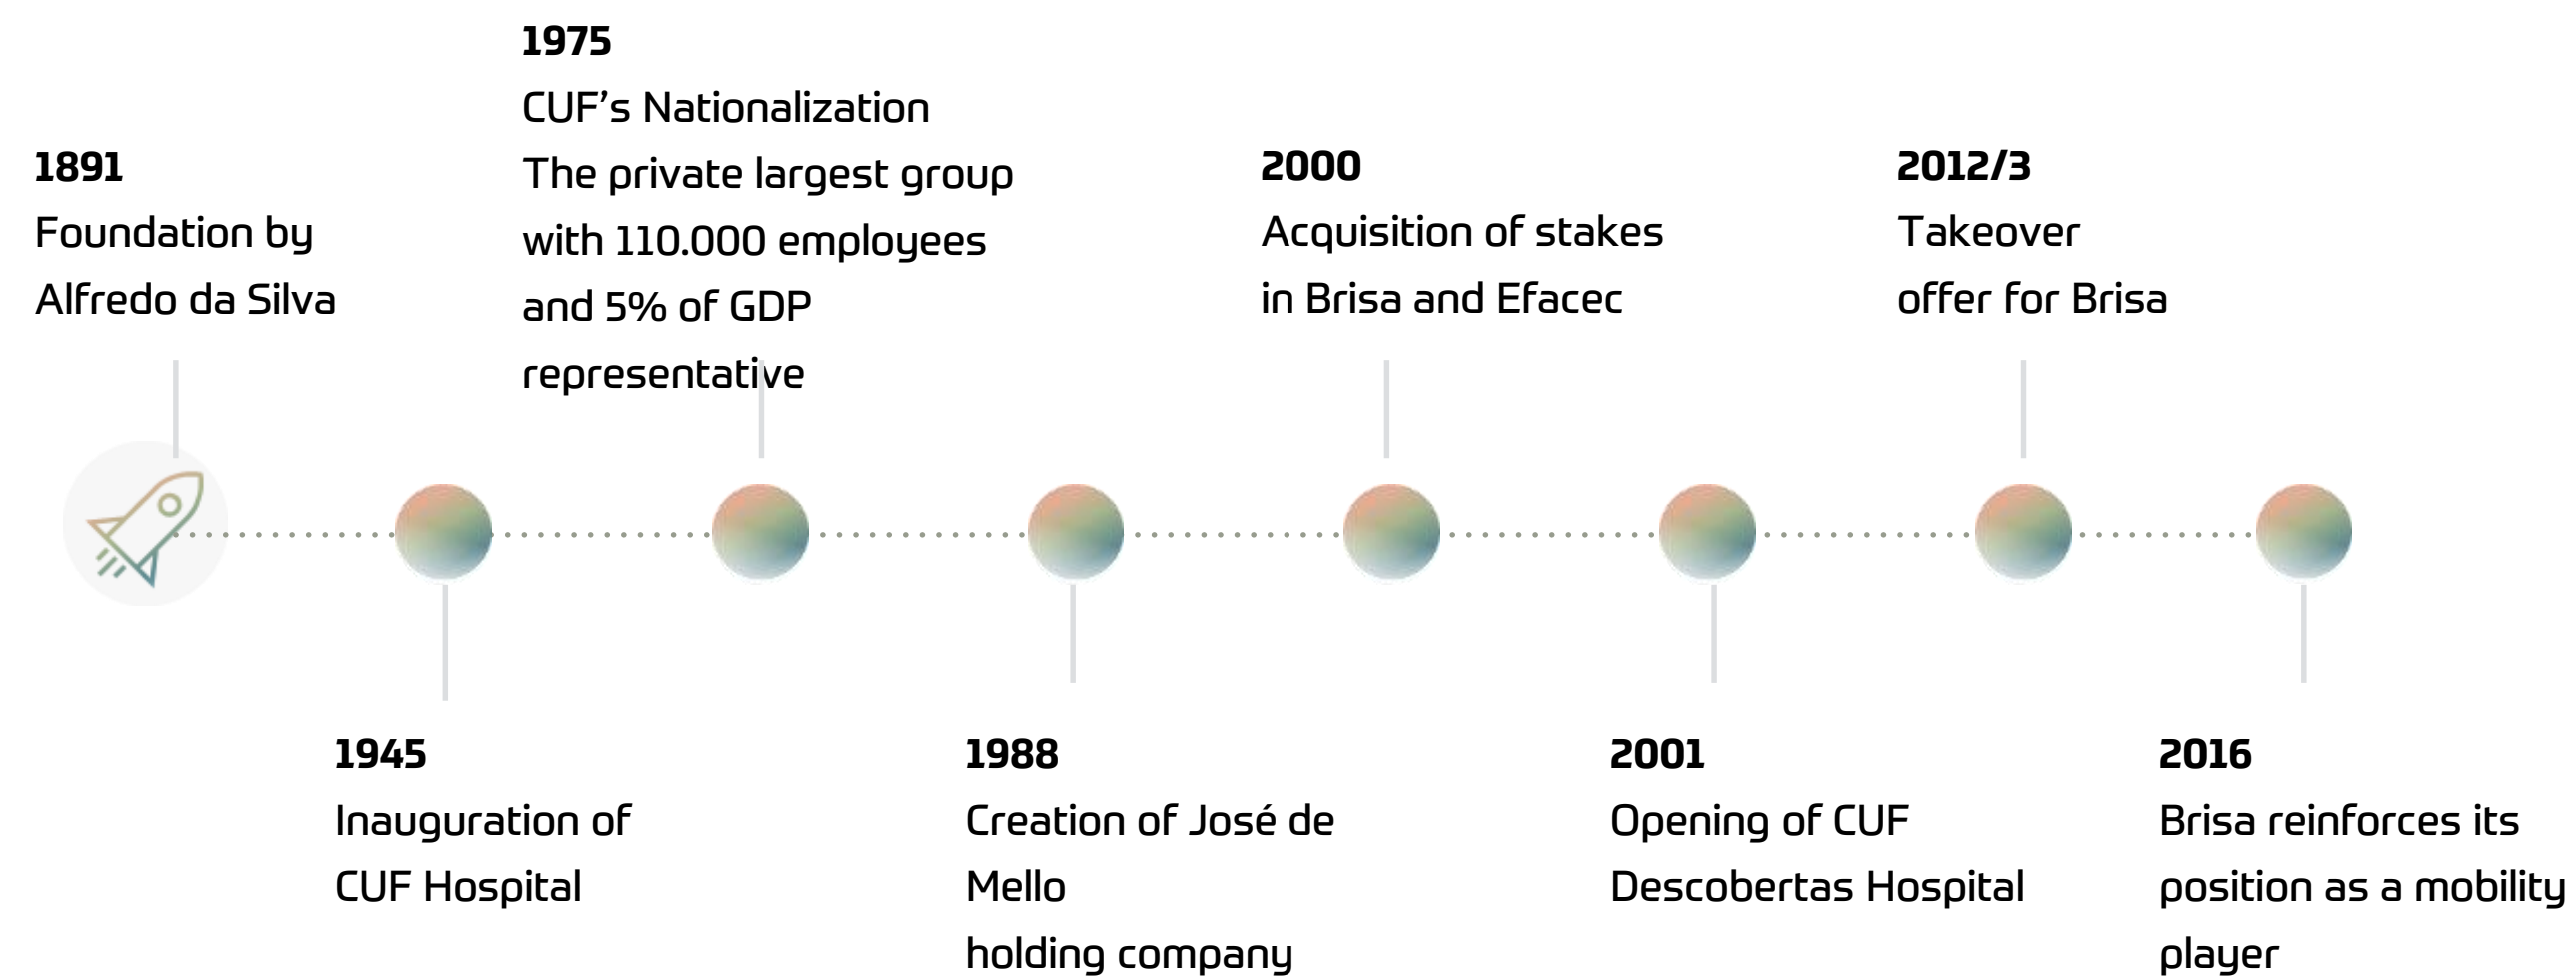 1891
Foundation by
Alfredo da Silva
1945
Inauguration of
CUF Hospital
1975
CUF’s Nationalization
The private largest group
with 110.000 employees
and 5% of GDP
representative
1988
Creation of José de
Mello
holding company
2000
Acquisition of stakes
in Brisa and Efacec
2001
Opening of CUF
Descobertas Hospital
2012/3
Takeover
offer for Brisa
2016
Brisa reinforces its
position as a mobility
player